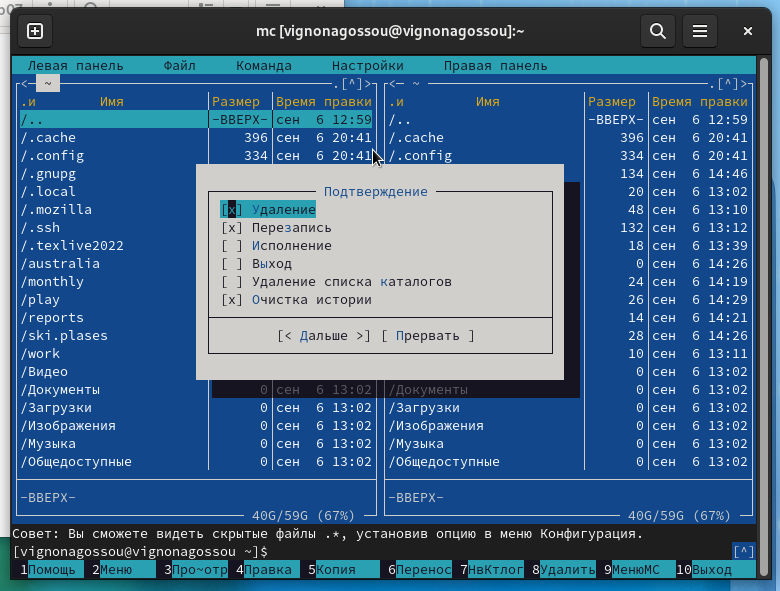 mc [vignonagossou@vignonagossou]:~
Левая панель Файл Команда Настройки Правая панель
<— ~ .[^]> <— ~ .[^]>
.и Имя Размер Время правки .и Имя Размер Время правки
/.. -ВВЕРХ- сен 6 12:59 /.. -ВВЕРХ- сен 6 12:59
/.cache 396 сен 6 20:41 /.cache 396 сен 6 20:41
/.config 334 сен 6 20:41 /.config 334 сен 6 20:41
/.gnupg 134 сен 6 14:46
/.local 20 сен 6 13:02
/.mozilla 48 сен 6 13:10
/.ssh 132 сен 6 13:12
/.texlive2022 18 сен 6 13:39
/australia 0 сен 6 14:26
/monthly 24 сен 6 14:19
/play 26 сен 6 14:29
/reports 14 сен 6 14:21
/ski.plases 28 сен 6 14:26
/work 10 сен 6 13:11
/Видео 0 сен 6 13:02
Подтверждение
[x] Удаление
[x] Перезапись
[ ] Исполнение
[ ] Выход
[ ] Удаление списка каталогов
[x] Очистка истории
[< Дальше >] [ Прервать ]
/Документы 0 сен 6 13:02 /Документы 0 сен 6 13:02
/Загрузки 0 сен 6 13:02 /Загрузки 0 сен 6 13:02
/Изображения 0 сен 6 13:02 /Изображения 0 сен 6 13:02
/Музыка 0 сен 6 13:02 /Музыка 0 сен 6 13:02
/Общедоступные 0 сен 6 13:02 /Общедоступные 0 сен 6 13:02
-ВВЕРХ- -ВВЕРХ-
40G/59G (67%) 40G/59G (67%)
Совет: Вы сможете видеть скрытые файлы .*, установив опцию в меню Конфигурация.
[vignonagossou@vignonagossou ~]$ [^]
1Помощь 2Меню 3Про~отр 4Правка 5Копия 6Перенос 7НвКтлог 8Удалить 9МенюМС 10Выход